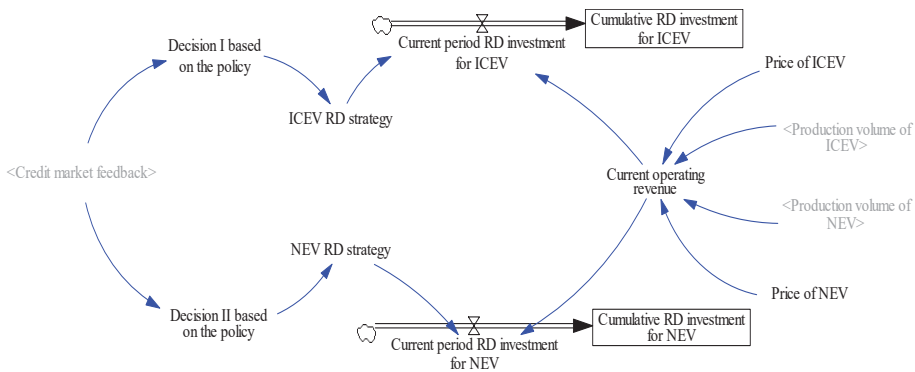 Cumulative RD investment
for ICEV
Current period RD investment
for ICEV
Decision I based
on the policy
Price of ICEV
ICEV RD strategy
<Production volume of
ICEV>
<Credit market feedback>
Current operating
revenue
<Production volume of
NEV>
NEV RD strategy
Price of NEV
Decision II based
on the policy
Cumulative RD investment
for NEV
Current period RD investment
for NEV